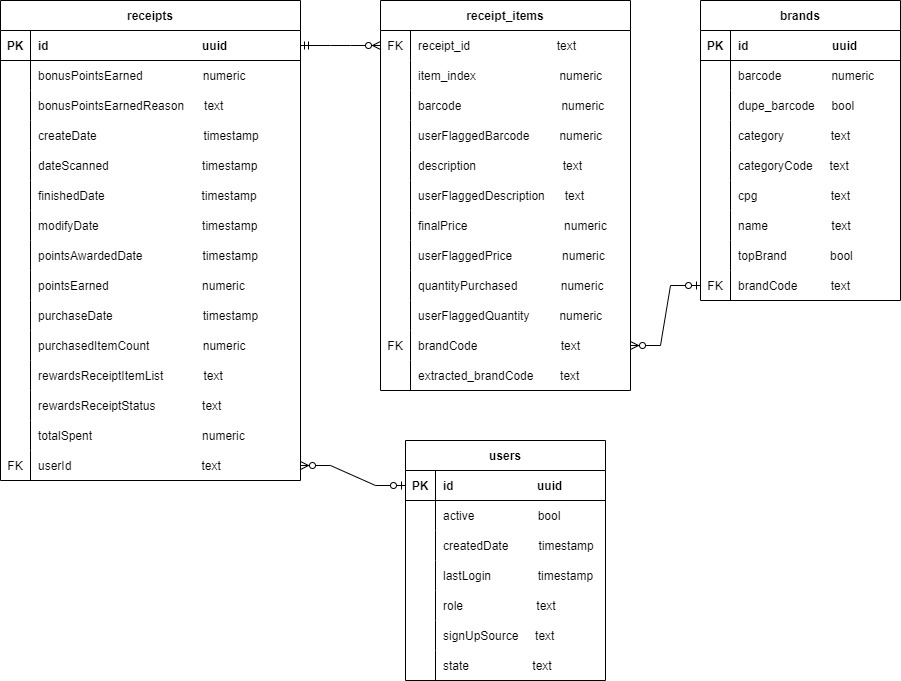 receipts
PK id uuid
bonusPointsEarned numeric
bonusPointsEarnedReason text
createDate timestamp
dateScanned timestamp
finishedDate timestamp
modifyDate timestamp
pointsAwardedDate timestamp
pointsEarned numeric
purchaseDate timestamp
purchasedItemCount numeric
rewardsReceiptItemList text
rewardsReceiptStatus text
totalSpent numeric
FK userId text
receipt_items
FK receipt_id text
item_index numeric
barcode numeric
userFlaggedBarcode numeric
description text
userFlaggedDescription text
finalPrice numeric
userFlaggedPrice numeric
quantityPurchased numeric
userFlaggedQuantity numeric
FK brandCode text
extracted_brandCode text
brands
PK id uuid
barcode numeric
dupe_barcode bool
category text
categoryCode text
cpg text
name text
topBrand bool
FK brandCode text
users
PK id uuid
active bool
createdDate timestamp
lastLogin timestamp
role text
signUpSource text
state text